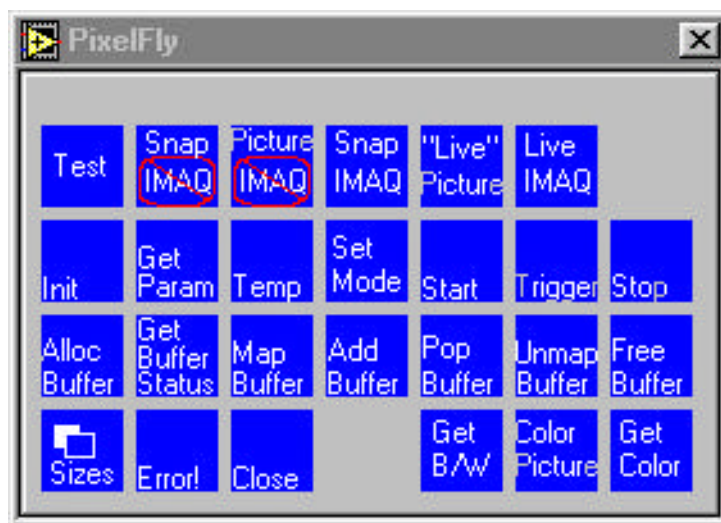 PixelFly
Test
Snap
IMAQ
Picture
IMAQ
Snap
IMAQ
"Live"
Picture
Live
IMAQ
Init
Get
Param
Temp
Set
Mode
Start
Trigger
Stop
Alloc
Buffer
Get
Buffer
Status
Map
Buffer
Add
Buffer
Pop
Buffer
Unmap
Buffer
Free
Buffer
Sizes
Error!
Close
Get
B/W
Color
Picture
Get
Color